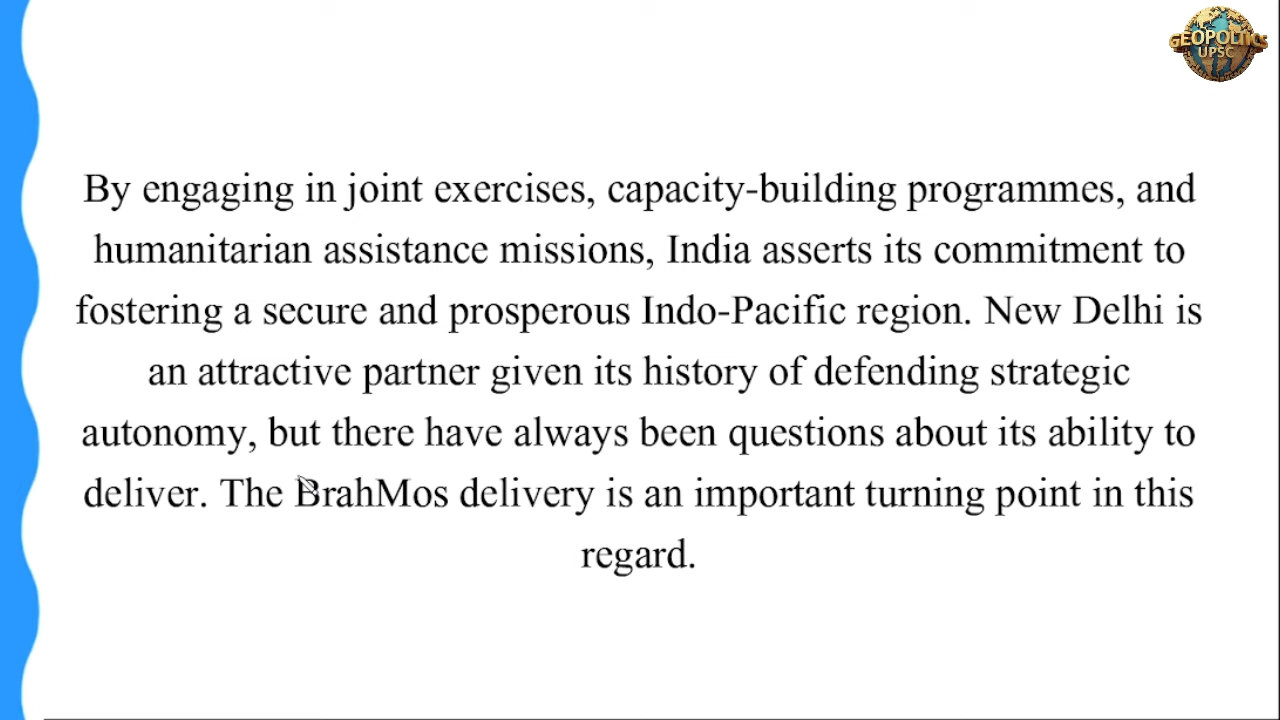 GEOPOLITICS
UPSC
By engaging in joint exercises, capacity-building programmes, and
humanitarian assistance missions, India asserts its commitment to
fostering a secure and prosperous Indo-Pacific region. New Delhi is
an attractive partner given its history of defending strategic
autonomy, but there have always been questions about its ability to
deliver. The BrahMos delivery is an important turning point in this
regard.